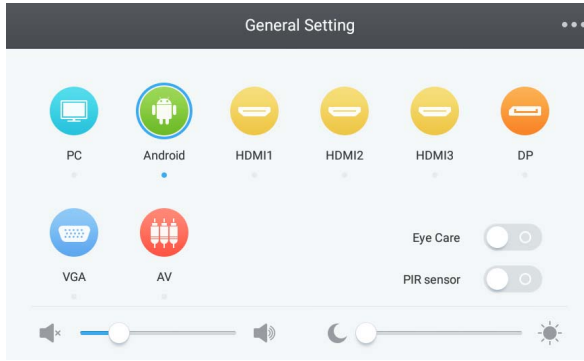 General Setting
PC
Android
HDMI1
HDMI2
HDMI3
DP
VGA
AV
Eye Care
PIR sensor